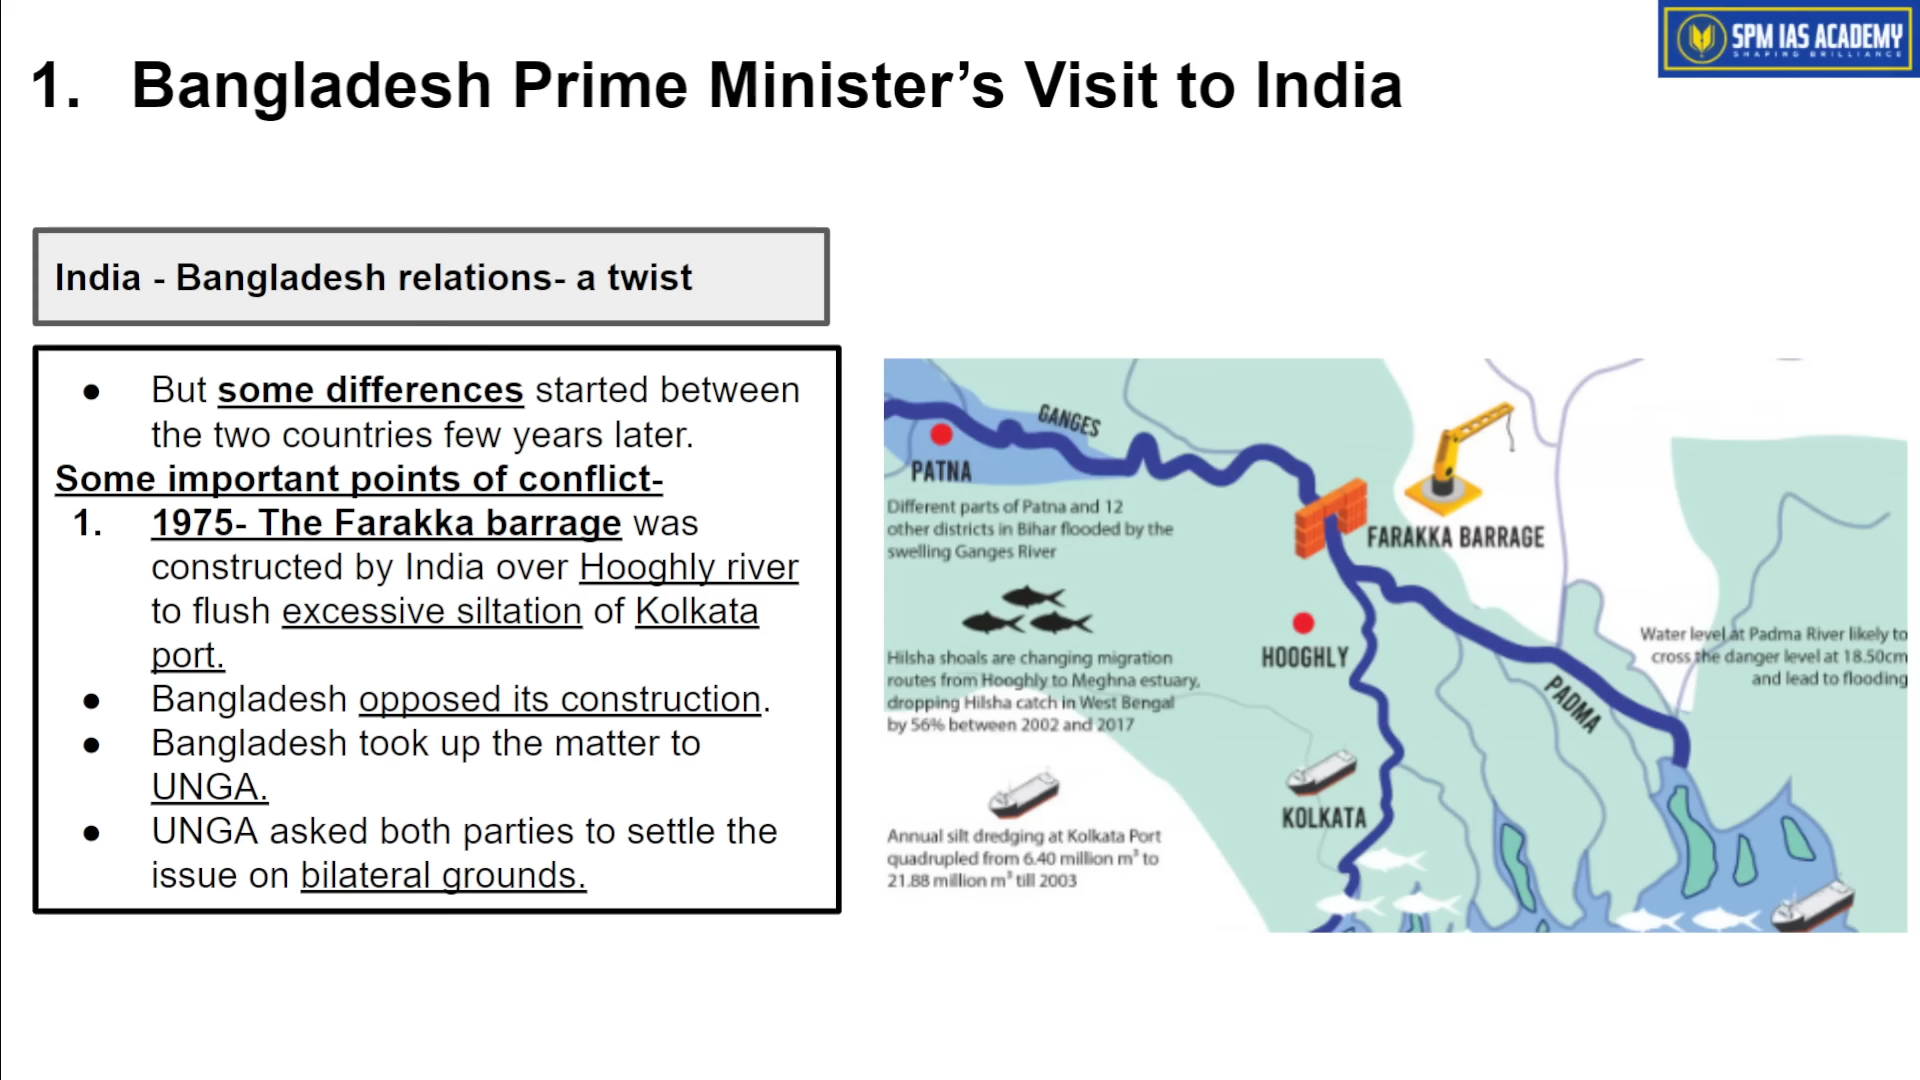 SPM IAS ACADEMY
SHAPING BRILLIANCE
1. Bangladesh Prime Minister’s Visit to India
India - Bangladesh relations- a twist
● But some differences started between
the two countries few years later.
Some important points of conflict-
1. 1975- The Farakka barrage was
constructed by India over Hooghly river
to flush excessive siltation of Kolkata
port.
● Bangladesh opposed its construction.
● Bangladesh took up the matter to
UNGA.
● UNGA asked both parties to settle the
issue on bilateral grounds.
GANGES
PATNA
Different parts of Patna and 12
other districts in Bihar flooded by the
swelling Ganges River
FARAKKA BARRAGE
Hilsha shoals are changing migration
routes from Hooghly to Meghna estuary,
dropping Hilsha catch in West Bengal
by 56% between 2002 and 2017
HOOGHLY
Water level at Padma River likely to
cross the danger level at 18.50cm
and lead to flooding
PADMA
KOLKATA
Annual silt dredging at Kolkata Port
quadrupled from 6.40 million m³ to
21.88 million m³ till 2003